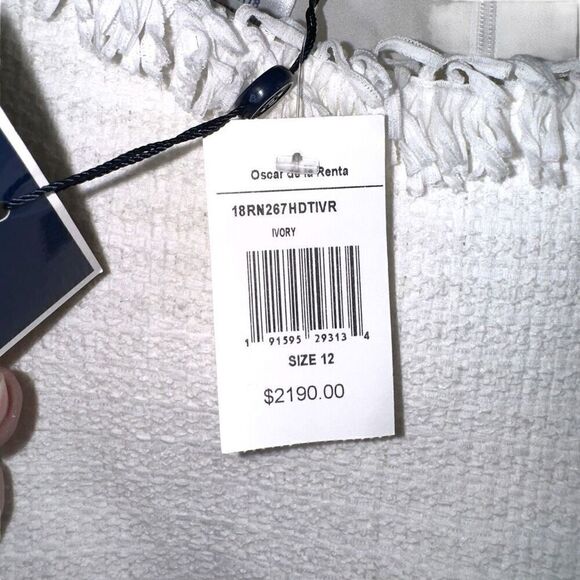 Oscar de la Renta
18RN267HDTIVR
IVORY
1 91595 29313 4
SIZE 12
$2190.00